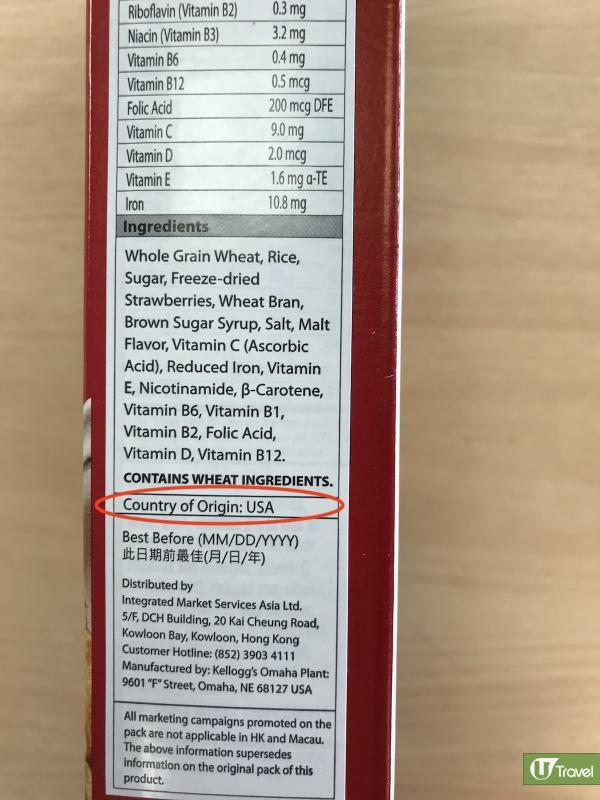 Riboflavin (Vitamin B2) 0.3 mg
Niacin (Vitamin B3) 3.2 mg
Vitamin B6 0.4 mg
Vitamin B12 0.5 mcg
Folic Acid 200 mcg DFE
Vitamin C 9.0 mg
Vitamin D 2.0 mcg
Vitamin E 1.6 mg α-TE
Iron 10.8 mg
Ingredients
Whole Grain Wheat, Rice,
Sugar, Freeze-dried
Strawberries, Wheat Bran,
Brown Sugar Syrup, Salt, Malt
Flavor, Vitamin C (Ascorbic
Acid), Reduced Iron, Vitamin
E, Nicotinamide, β-Carotene,
Vitamin B6, Vitamin B1,
Vitamin B2, Folic Acid,
Vitamin D, Vitamin B12.
CONTAINS WHEAT INGREDIENTS.
Country of Origin: USA
Best Before (MM/DD/YYYY)
此日期前最佳(月/日/年)
Distributed by
Integrated Market Services Asia Ltd.
5/F, DCH Building, 20 Kai Cheung Road,
Kowloon Bay, Kowloon, Hong Kong
Customer Hotline: (852) 3903 4111
Manufactured by: Kellogg's Omaha Plant:
9601 "F" Street, Omaha, NE 68127 USA
All marketing campaigns promoted on the
pack are not applicable in HK and Macau.
The above information supersedes
information on the original pack of this
product.
U Travel